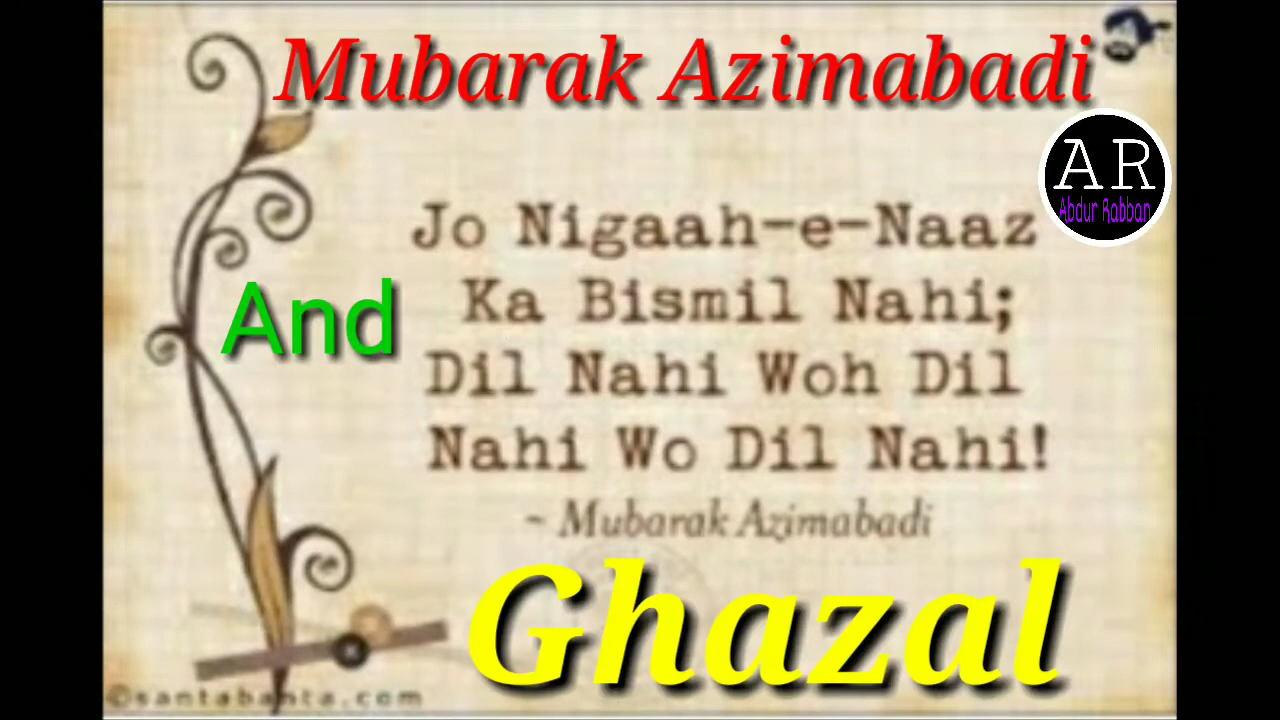 Mubarak Azimabadi
AR
Abdur Rabban
Jo Nigaah-e-Naaz
And
Ka Bismil Nahi;
Dil Nahi Woh Dil
Nahi Wo Dil Nahi!
~ Mubarak Azimabadi
Ghazal
©santabanta.com